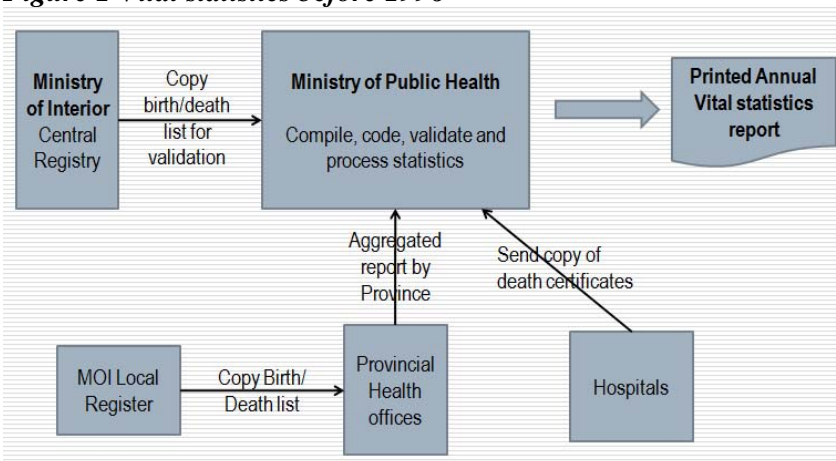 Ministry
of Interior
Central
Registry
Copy
birth/death
list for
validation
Ministry of Public Health
Compile, code, validate and
process statistics
Printed Annual
Vital statistics
report
Aggregated
report by
Province
Send copy of
death certificates
MOI Local
Register
Copy Birth/
Death list
Provincial
Health
offices
Hospitals